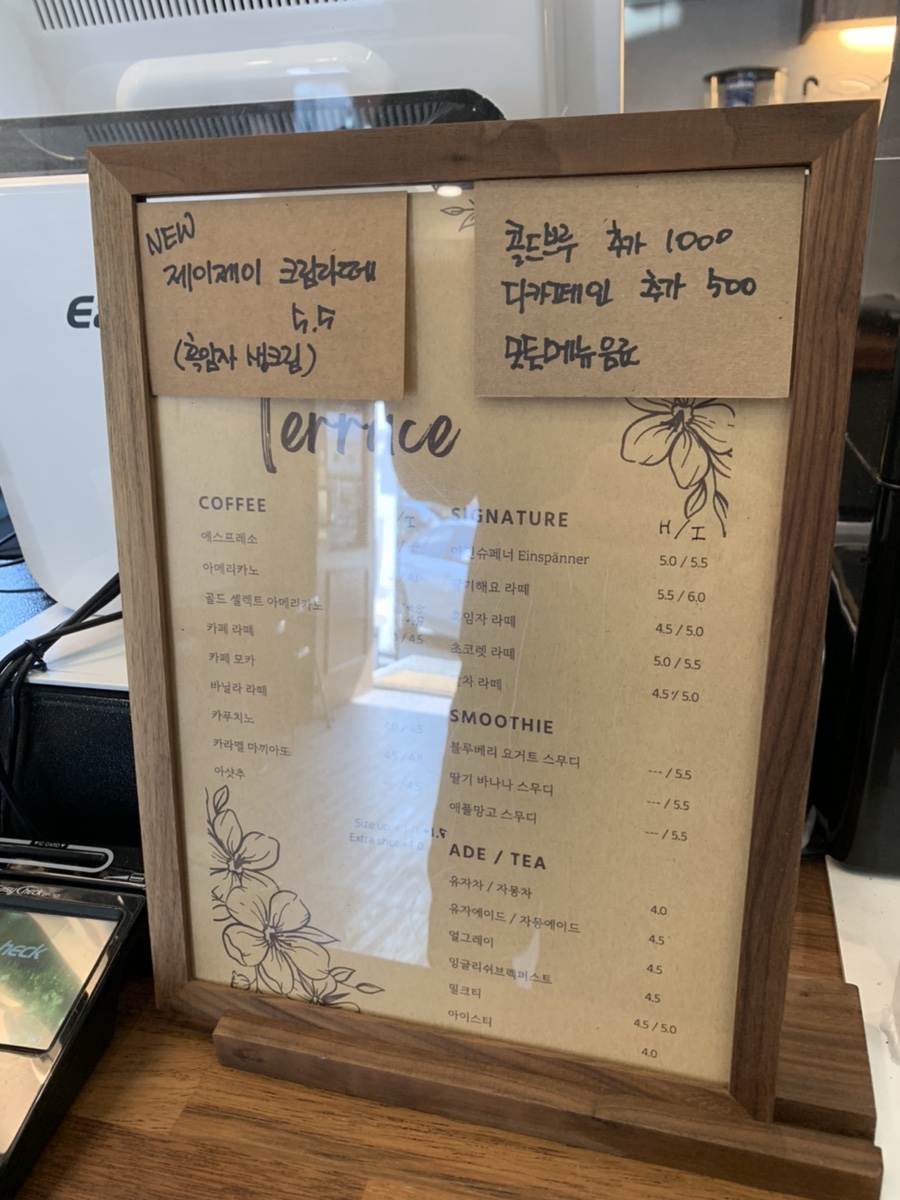 NEW
제이제이 크림라떼
5.5
(흑임자 생크림)
콜드브루 추가 1000
디카페인 추가 500
모든메뉴음료
Terrace
COFFEE
에스프레소
아메리카노
골드 셀렉트 아메리카노
카페 라떼
카페 모카
바닐라 라떼
카푸치노
카라멜 마끼아또
아샷추
Size up
Extra shot
SIGNATURE H/I
아인슈페너 Einspänner 5.0 / 5.5
딸기해요 라떼 5.5 / 6.0
흑임자 라떼 4.5 / 5.0
초코렛 라떼 5.0 / 5.5
라떼 4.5 / 5.0
SMOOTHIE
블루베리 요거트 스무디 --- / 5.5
딸기 바나나 스무디 --- / 5.5
애플망고 스무디 --- / 5.5
ADE / TEA
유자차 / 자몽차 4.0
유자에이드 / 자몽에이드 4.5
얼그레이 4.5
잉글리쉬브렉퍼스트 4.5
밀크티 4.5 / 5.0
아이스티 4.0
IC CARD
EasyCheck
heck